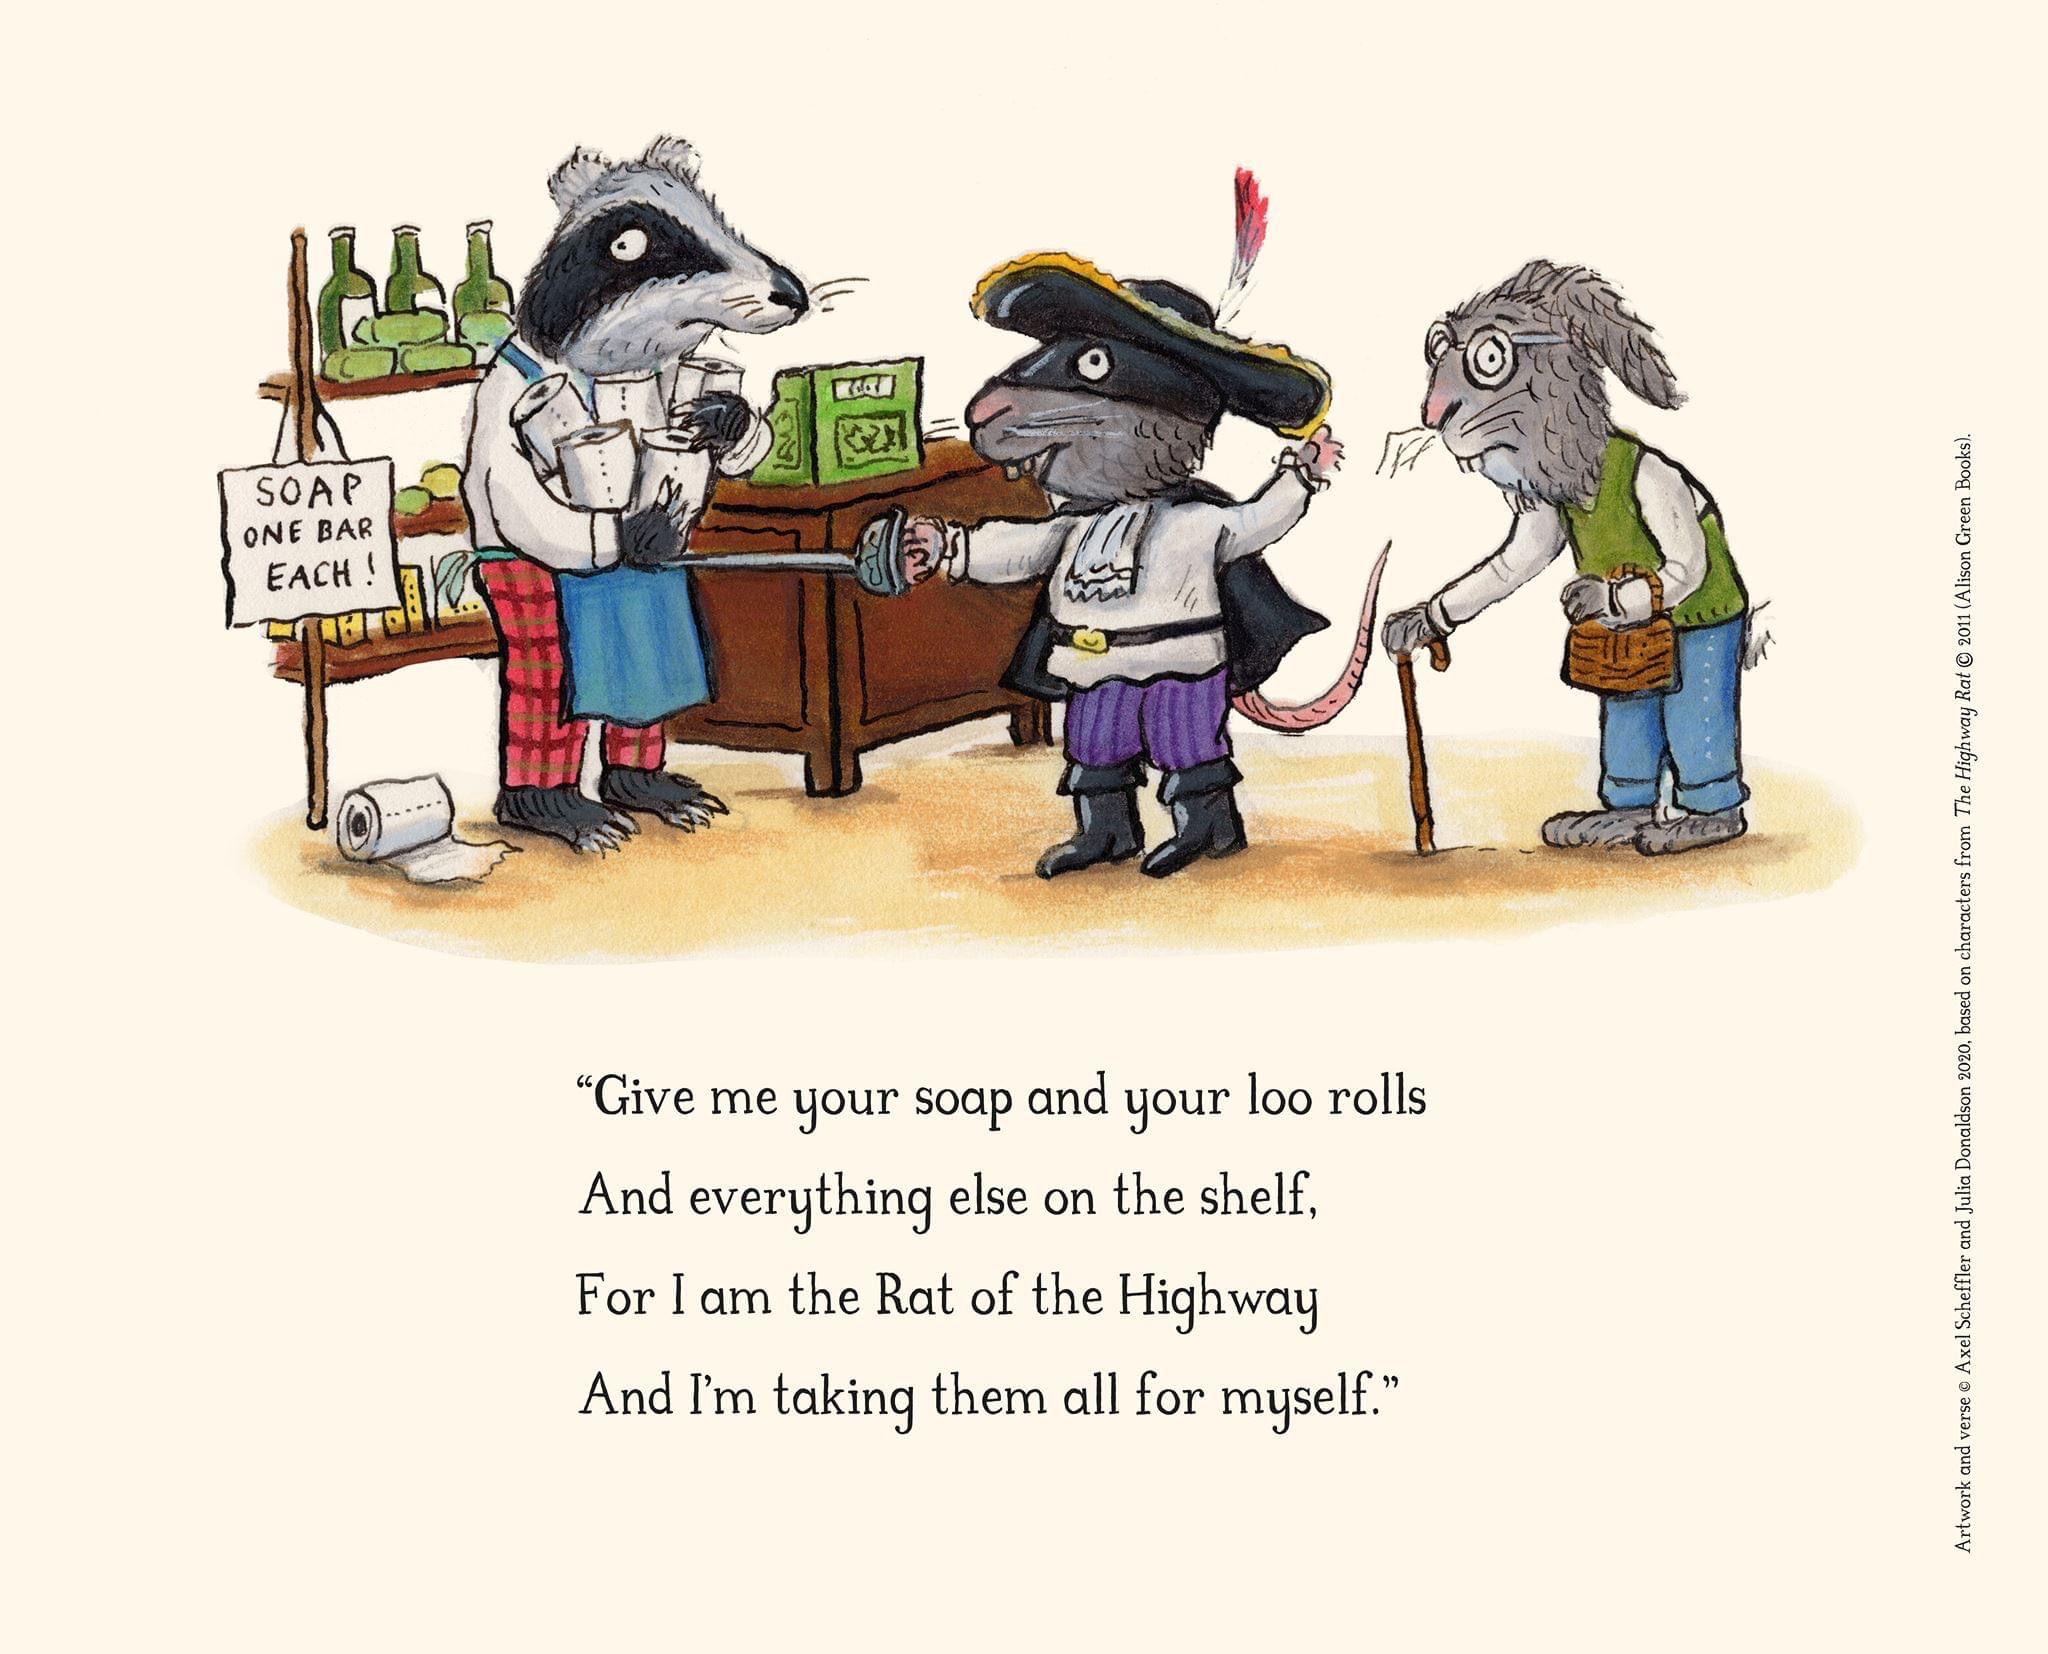 SOAP
ONE BAR
EACH!
“Give me your soap and your loo rolls
And everything else on the shelf,
For I am the Rat of the Highway
And I’m taking them all for myself.”
Artwork and verse © Axel Scheffler and Julia Donaldson 2020, based on characters from The Highway Rat © 2011 (Alison Green Books).